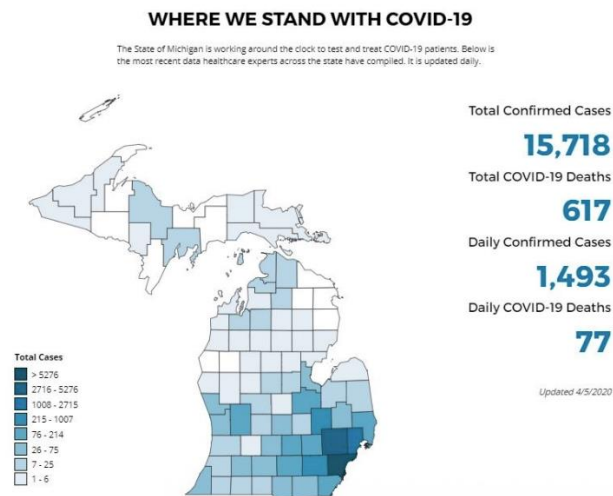 WHERE WE STAND WITH COVID-19
The State of Michigan is working around the clock to test and treat COVID-19 patients. Below is
the most recent data healthcare experts across the state have compiled. It is updated daily.
Total Confirmed Cases
15,718
Total COVID-19 Deaths
617
Daily Confirmed Cases
1,493
Daily COVID-19 Deaths
77
Updated 4/5/2020
Total Cases
> 5276
2716 - 5276
1008 - 2715
215 - 1007
76 - 214
26 - 75
7 - 25
1 - 6